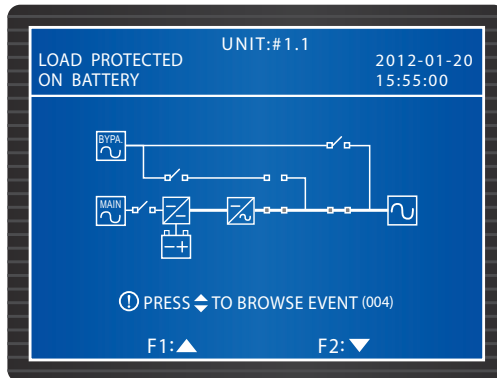 UNIT:#1.1
LOAD PROTECTED
ON BATTERY
2012-01-20
15:55:00
BYPA.
MAIN
PRESS TO BROWSE EVENT (004)
F1:
F2: